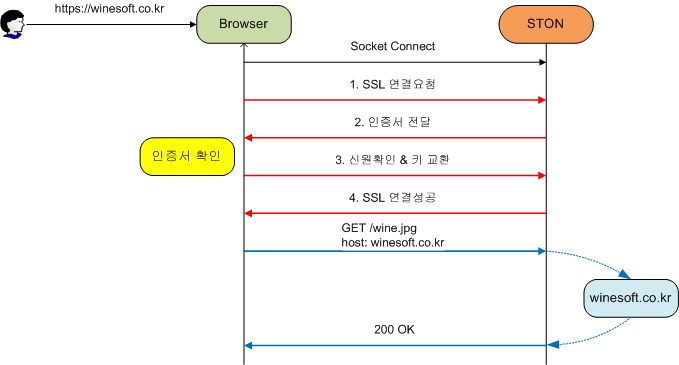 https://winesoft.co.kr
Browser
STON
Socket Connect
1. SSL 연결요청
2. 인증서 전달
인증서 확인
3. 신원확인 & 키 교환
4. SSL 연결성공
GET /wine.jpg
host: winesoft.co.kr
winesoft.co.kr
200 OK